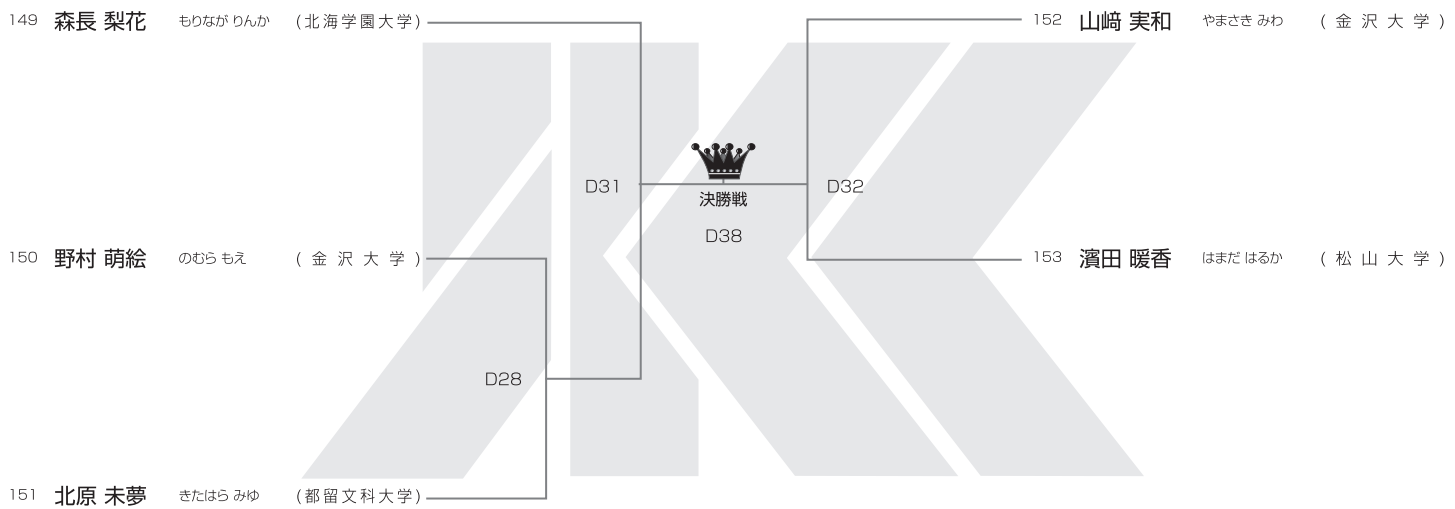 149 森長 梨花 もりなが りんか (北海学園大学)
152 山﨑 実和 やまさき みわ (金沢大学)
D31
決勝戦
D32
D38
150 野村 萌絵 のむら もえ (金沢大学)
153 濱田 暖香 はまだ はるか (松山大学)
D28
151 北原 未夢 きたはら みゆ (都留文科大学)